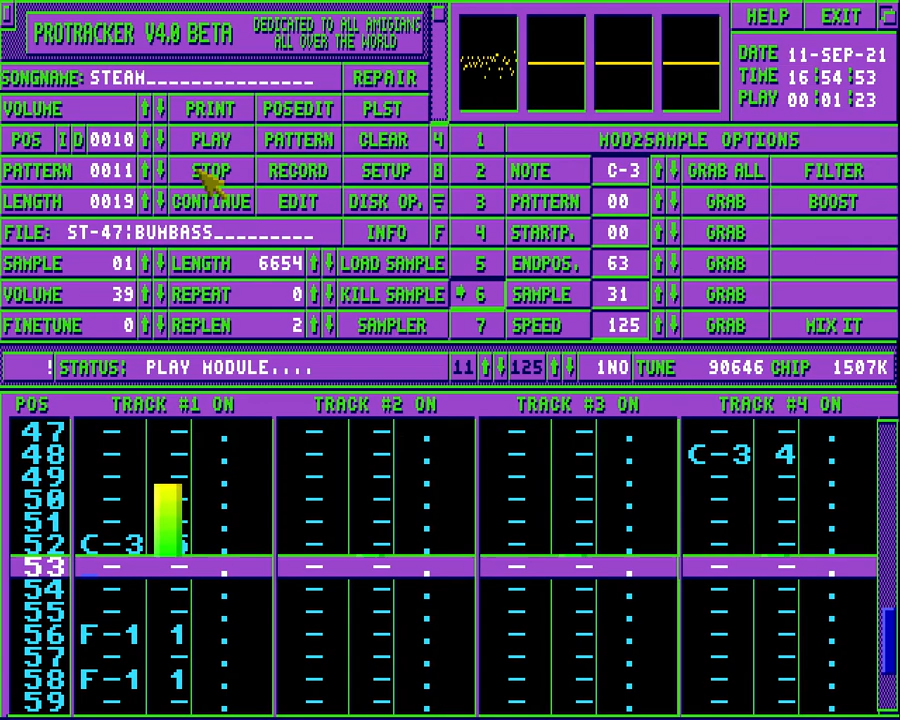 PROTRACKER V4.0 BETA DEDICATED TO ALL AMIGIANS
ALL OVER THE WORLD
HELP EXIT
DATE 11-SEP-21
TIME 16:54:53
PLAY 00:01:23
SONGNAME: STEAM_______________ REPAIR
VOLUME PRINT POSEDIT PLST
POS I D 0010 PLAY PATTERN CLEAR 4 1 MOD2SAMPLE OPTIONS
PATTERN 0011 STOP RECORD SETUP 8 2 NOTE C-3 GRAB ALL FILTER
LENGTH 0019 CONTINUE EDIT DISK OP. 3 PATTERN 00 GRAB BOOST
FILE: ST-47:BUMBASS_________ INFO F 4 STARTP. 00 GRAB
SAMPLE 01 LENGTH 6654 LOAD SAMPLE 5 ENDPOS. 63 GRAB
VOLUME 39 REPEAT 0 KILL SAMPLE 6 SAMPLE 31 GRAB
FINETUNE 0 REPLEN 2 SAMPLER 7 SPEED 125 GRAB MIX IT
! STATUS: PLAY MODULE.... 11 125 1NO TUNE 90646 CHIP 1507K
POS TRACK #1 ON TRACK #2 ON TRACK #3 ON TRACK #4 ON
47 - - . - - . - - . - - .
48 - - . - - . - - . C-3 4 .
49 - - . - - . - - . - - .
50 - . - - . - - . - - .
51 - . - - . - - . - - .
52 C-3 . - - . - - . - - .
53 - - . - - . - - . - - .
54 - - . - - . - - . - - .
55 - - . - - . - - . - - .
56 F-1 1 . - - . - - . - - .
57 - - . - - . - - . - - .
58 F-1 1 . - - . - - . - - .
59 - - . - - . - - . - - .